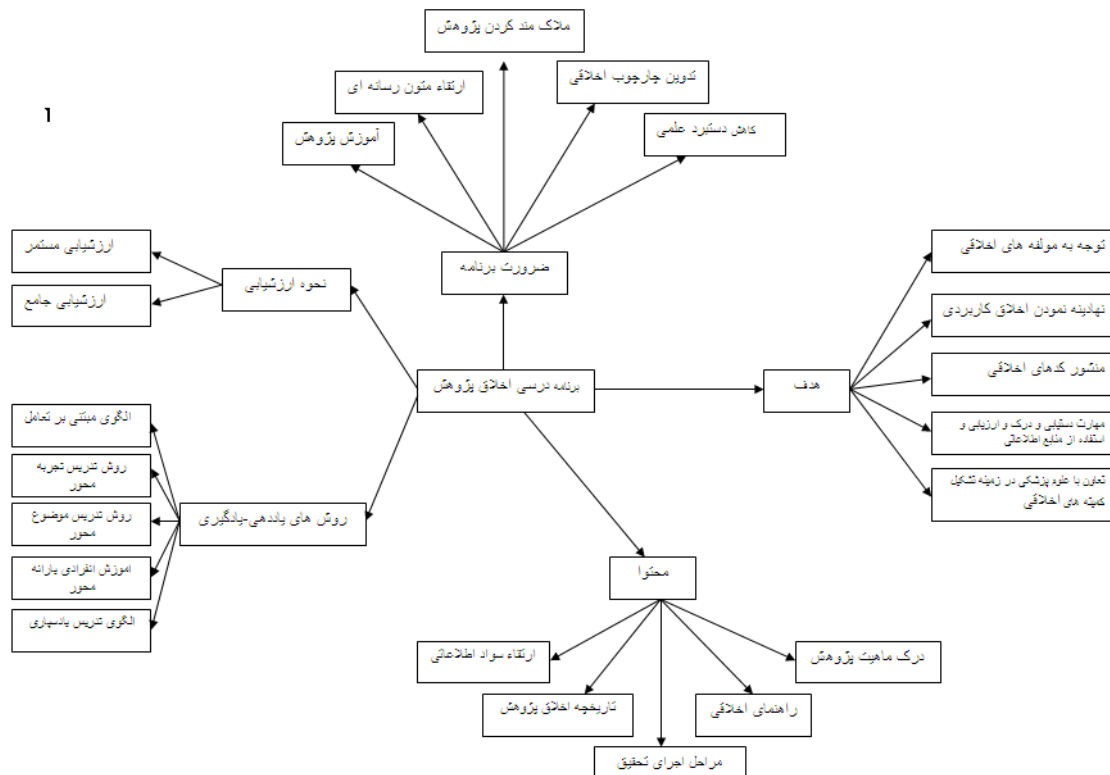 ملاک مند کردن پژوهش
تدوین چارچوب اخلاقی
ارتقاء متون رسانه ای
1
کاهش دستبرد علمی
آموزش پژوهش
ضرورت برنامه
توجه به مولفه های اخلاقی
ارزشیابی مستمر
نحوه ارزشیابی
ارزشیابی جامع
نهادینه نمودن اخلاق کاربردی
منشور کدهای اخلاقی
هدف
برنامه درسی اخلاق پژوهش
مهارت دستیابی و درک و ارزیابی و
استفاده از منابع اطلاعاتی
تعاون با علوم پزشکی در زمینه تشکیل
کمیته های اخلاقی
الگوی مبتنی بر تعامل
روش تدریس تجربه
محور
روش های یاددهی-یادگیری
روش تدریس موضوع
محور
اموزش انفرادی یارانه
محور
الگوی تدریس یادسپاری
محتوا
درک ماهیت پژوهش
ارتقاء سواد اطلاعاتی
راهنمای اخلاقی
تاریخچه اخلاق پژوهش
مراحل اجرای تحقیق